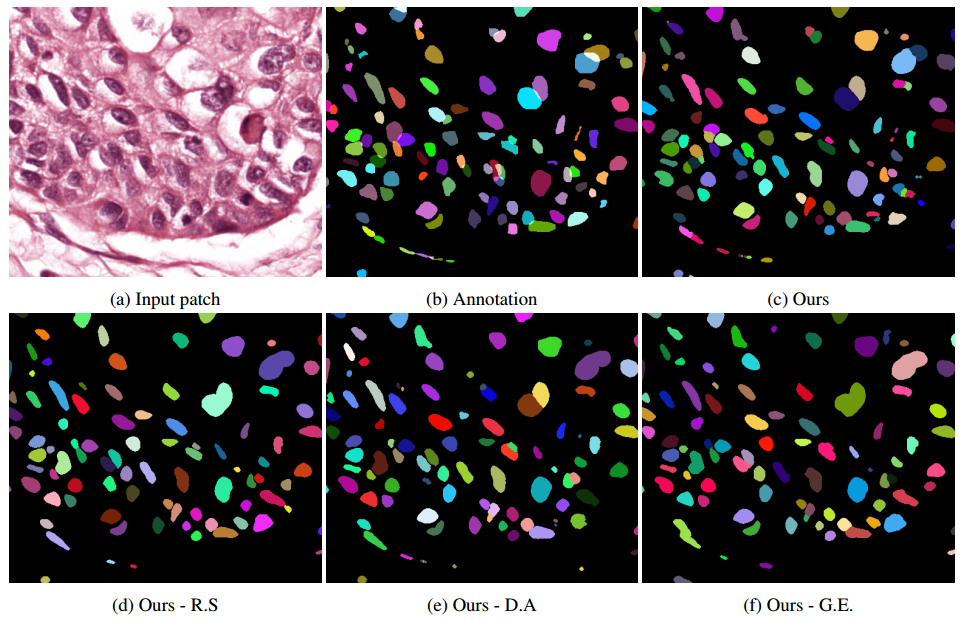 (a) Input patch
(b) Annotation
(c) Ours
(d) Ours - R.S
(e) Ours - D.A
(f) Ours - G.E.